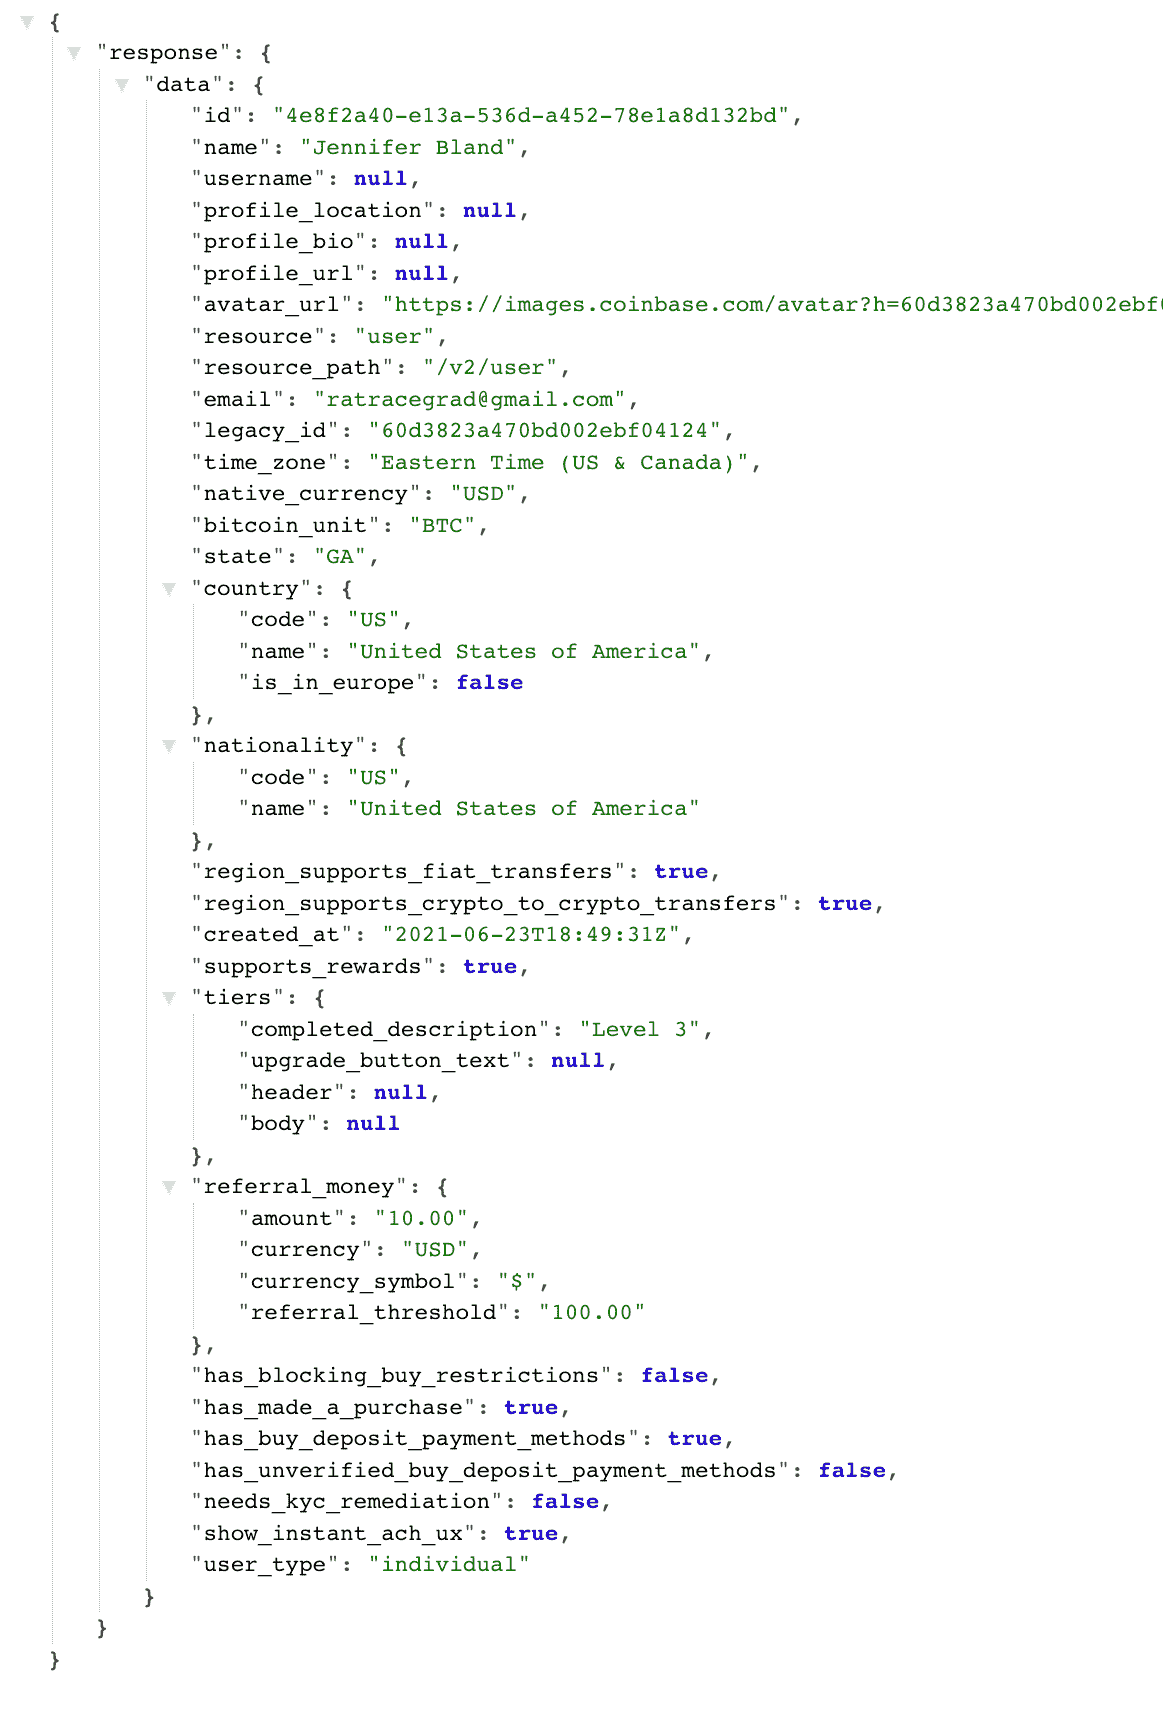 {
"response": {
"data": {
"id": "4e8f2a40-e13a-536d-a452-78e1a8d132bd",
"name": "Jennifer Bland",
"username": null,
"profile_location": null,
"profile_bio": null,
"profile_url": null,
"avatar_url": "https://images.coinbase.com/avatar?h=60d3823a470bd002ebf0
"resource": "user",
"resource_path": "/v2/user",
"email": "ratracegrad@gmail.com",
"legacy_id": "60d3823a470bd002ebf04124",
"time_zone": "Eastern Time (US & Canada)",
"native_currency": "USD",
"bitcoin_unit": "BTC",
"state": "GA",
"country": {
"code": "US",
"name": "United States of America",
"is_in_europe": false
},
"nationality": {
"code": "US",
"name": "United States of America"
},
"region_supports_fiat_transfers": true,
"region_supports_crypto_to_crypto_transfers": true,
"created_at": "2021-06-23T18:49:31Z",
"supports_rewards": true,
"tiers": {
"completed_description": "Level 3",
"upgrade_button_text": null,
"header": null,
"body": null
},
"referral_money": {
"amount": "10.00",
"currency": "USD",
"currency_symbol": "$",
"referral_threshold": "100.00"
},
"has_blocking_buy_restrictions": false,
"has_made_a_purchase": true,
"has_buy_deposit_payment_methods": true,
"has_unverified_buy_deposit_payment_methods": false,
"needs_kyc_remediation": false,
"show_instant_ach_ux": true,
"user_type": "individual"
}
}
}